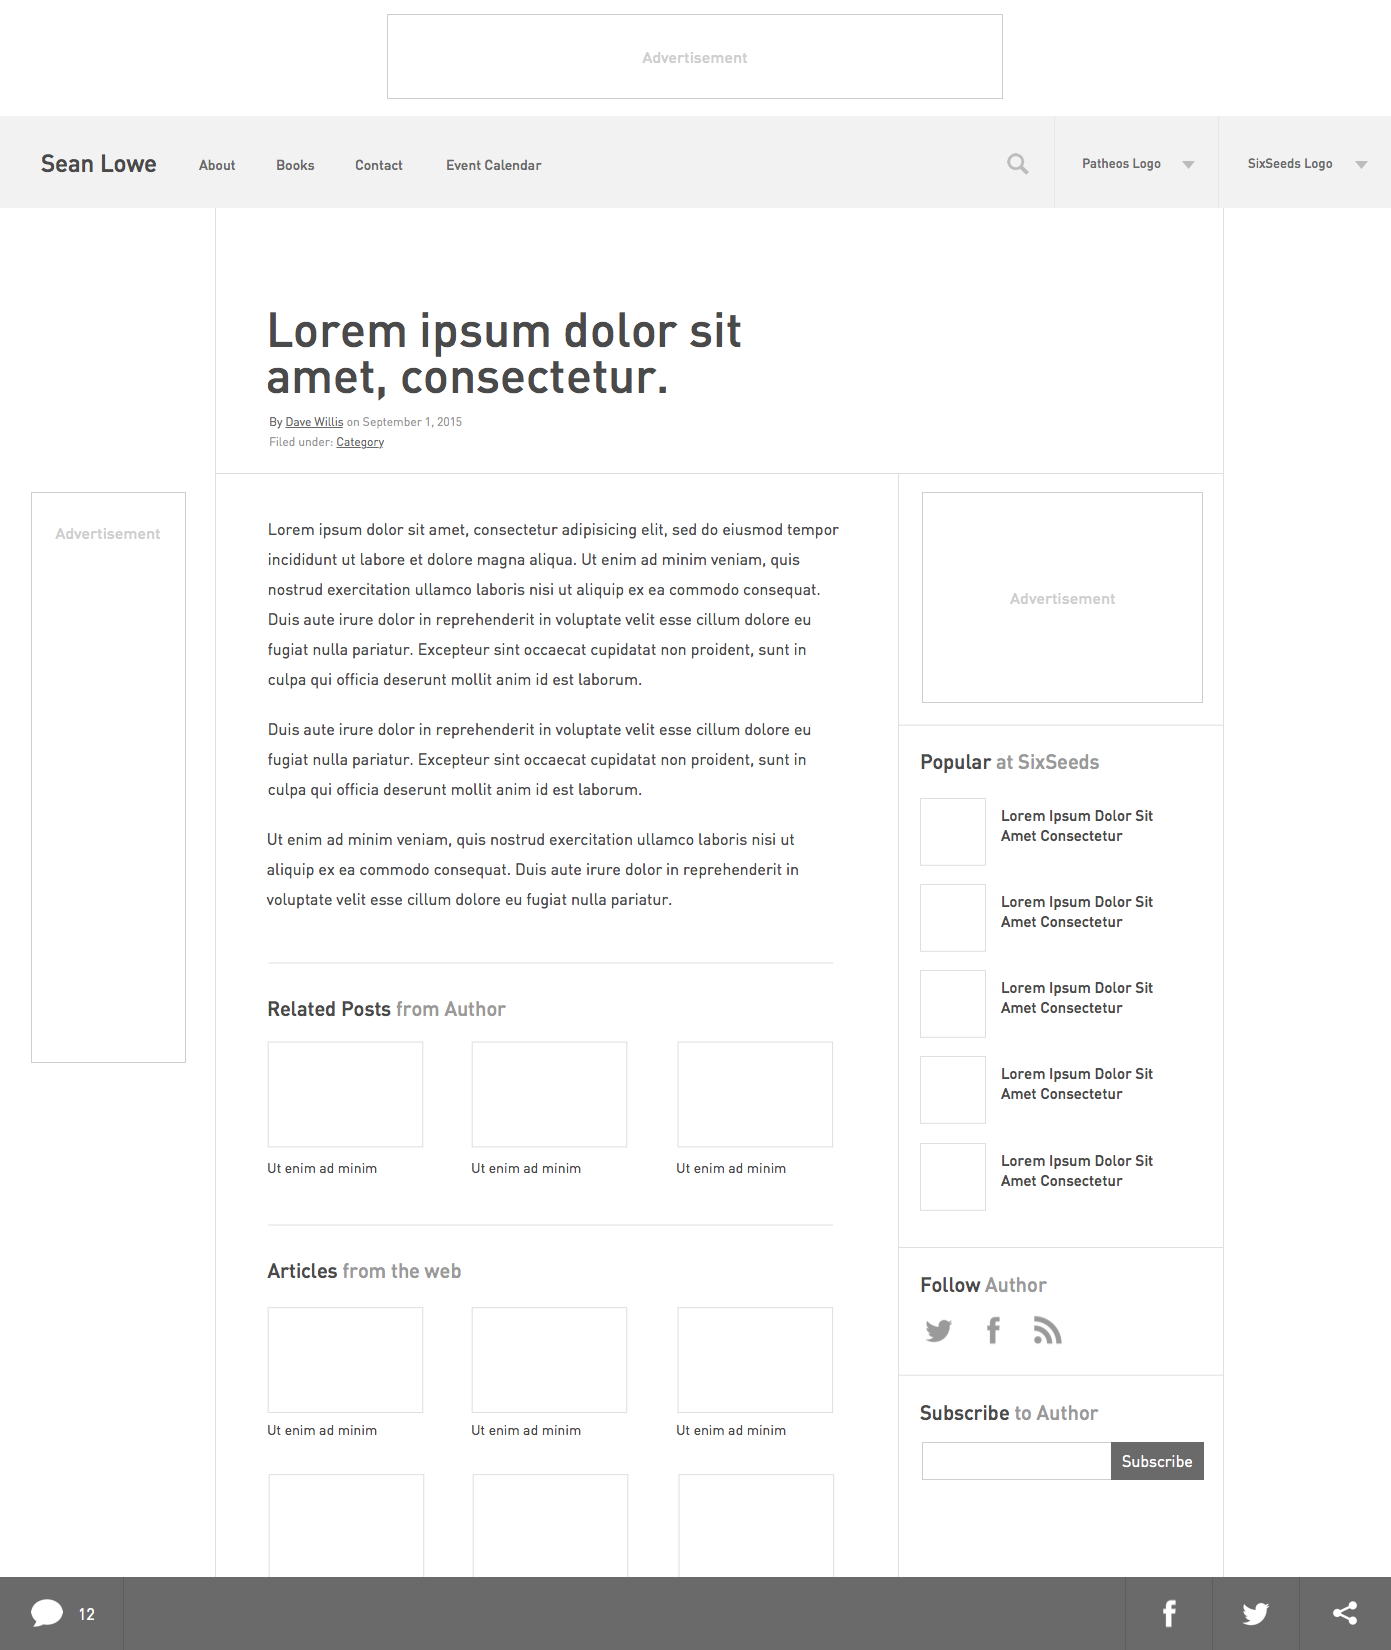 Advertisement
Sean Lowe
About
Books
Contact
Event Calendar
Patheos Logo
SixSeeds Logo
Lorem ipsum dolor sit
amet, consectetur.
By Dave Willis on September 1, 2015
Filed under: Category
Advertisement
Lorem ipsum dolor sit amet, consectetur adipisicing elit, sed do eiusmod tempor
incididunt ut labore et dolore magna aliqua. Ut enim ad minim veniam, quis
nostrud exercitation ullamco laboris nisi ut aliquip ex ea commodo consequat.
Duis aute irure dolor in reprehenderit in voluptate velit esse cillum dolore eu
fugiat nulla pariatur. Excepteur sint occaecat cupidatat non proident, sunt in
culpa qui officia deserunt mollit anim id est laborum.
Duis aute irure dolor in reprehenderit in voluptate velit esse cillum dolore eu
fugiat nulla pariatur. Excepteur sint occaecat cupidatat non proident, sunt in
culpa qui officia deserunt mollit anim id est laborum.
Ut enim ad minim veniam, quis nostrud exercitation ullamco laboris nisi ut
aliquip ex ea commodo consequat. Duis aute irure dolor in reprehenderit in
voluptate velit esse cillum dolore eu fugiat nulla pariatur.
Related Posts from Author
Ut enim ad minim
Ut enim ad minim
Ut enim ad minim
Articles from the web
Ut enim ad minim
Ut enim ad minim
Ut enim ad minim
Advertisement
Popular at SixSeeds
Lorem Ipsum Dolor Sit
Amet Consectetur
Lorem Ipsum Dolor Sit
Amet Consectetur
Lorem Ipsum Dolor Sit
Amet Consectetur
Lorem Ipsum Dolor Sit
Amet Consectetur
Lorem Ipsum Dolor Sit
Amet Consectetur
Follow Author
Subscribe to Author
Subscribe
12